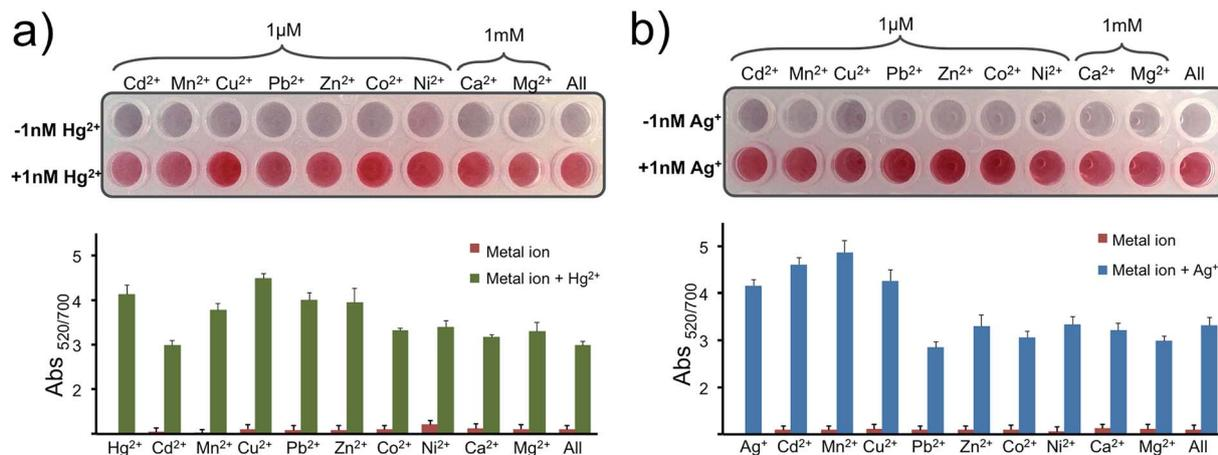 a)
1μM
1mM
Cd²⁺ Mn²⁺ Cu²⁺ Pb²⁺ Zn²⁺ Co²⁺ Ni²⁺ Ca²⁺ Mg²⁺ All
-1nM Hg²⁺
+1nM Hg²⁺
5
4
3
2
Abs 520/700
Metal ion
Metal ion + Hg²⁺
Hg²⁺ Cd²⁺ Mn²⁺ Cu²⁺ Pb²⁺ Zn²⁺ Co²⁺ Ni²⁺ Ca²⁺ Mg²⁺ All
b)
1μM
1mM
Cd²⁺ Mn²⁺ Cu²⁺ Pb²⁺ Zn²⁺ Co²⁺ Ni²⁺ Ca²⁺ Mg²⁺ All
-1nM Ag⁺
+1nM Ag⁺
5
4
3
2
Abs 520/700
Metal ion
Metal ion + Ag⁺
Ag⁺ Cd²⁺ Mn²⁺ Cu²⁺ Pb²⁺ Zn²⁺ Co²⁺ Ni²⁺ Ca²⁺ Mg²⁺ All